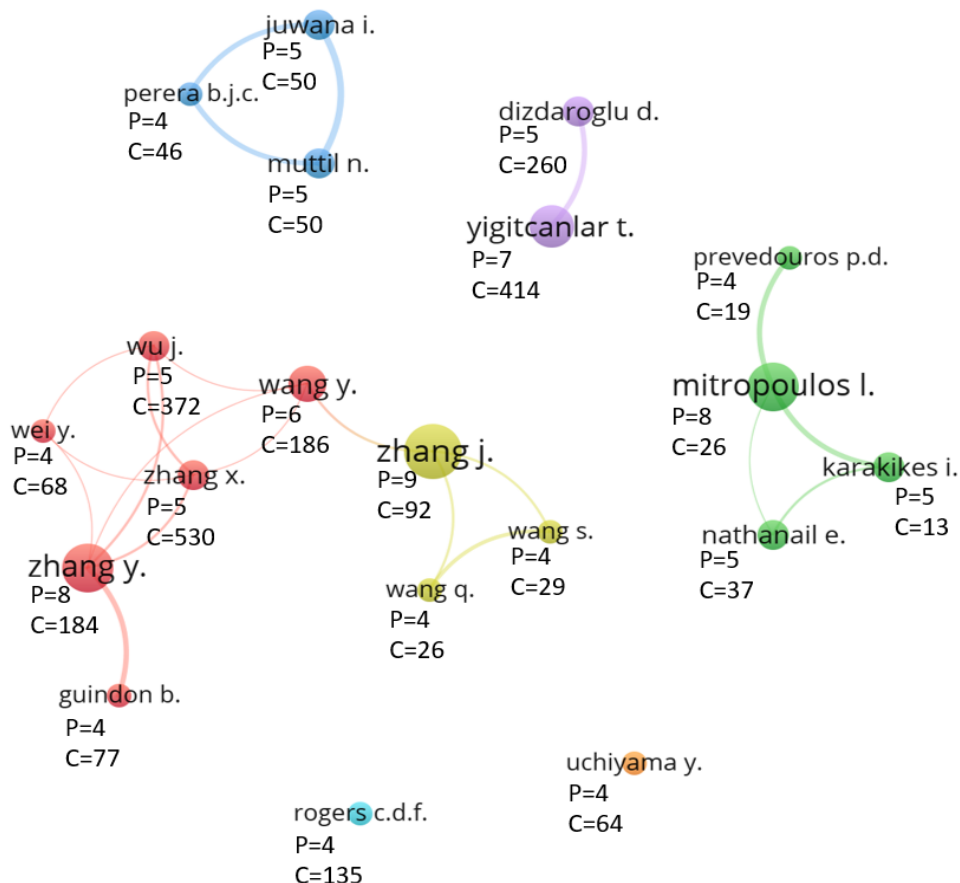 juwana i.
P=5
C=50
perera b.j.c.
P=4
C=46
muttil n.
P=5
C=50
dizdaroglu d.
P=5
C=260
yigitcanlar t.
P=7
C=414
prevedouros p.d.
P=4
C=19
mitropoulos l.
P=8
C=26
karakikes i.
P=5
C=13
nathanail e.
P=5
C=37
wu j.
P=5
C=372
wang y.
P=6
C=186
wei y.
P=4
C=68
zhang x.
P=5
C=530
zhang j.
P=9
C=92
wang s.
P=4
C=29
wang q.
P=4
C=26
zhang y.
P=8
C=184
guindon b.
P=4
C=77
uchiyama y.
P=4
C=64
rogers c.d.f.
P=4
C=135